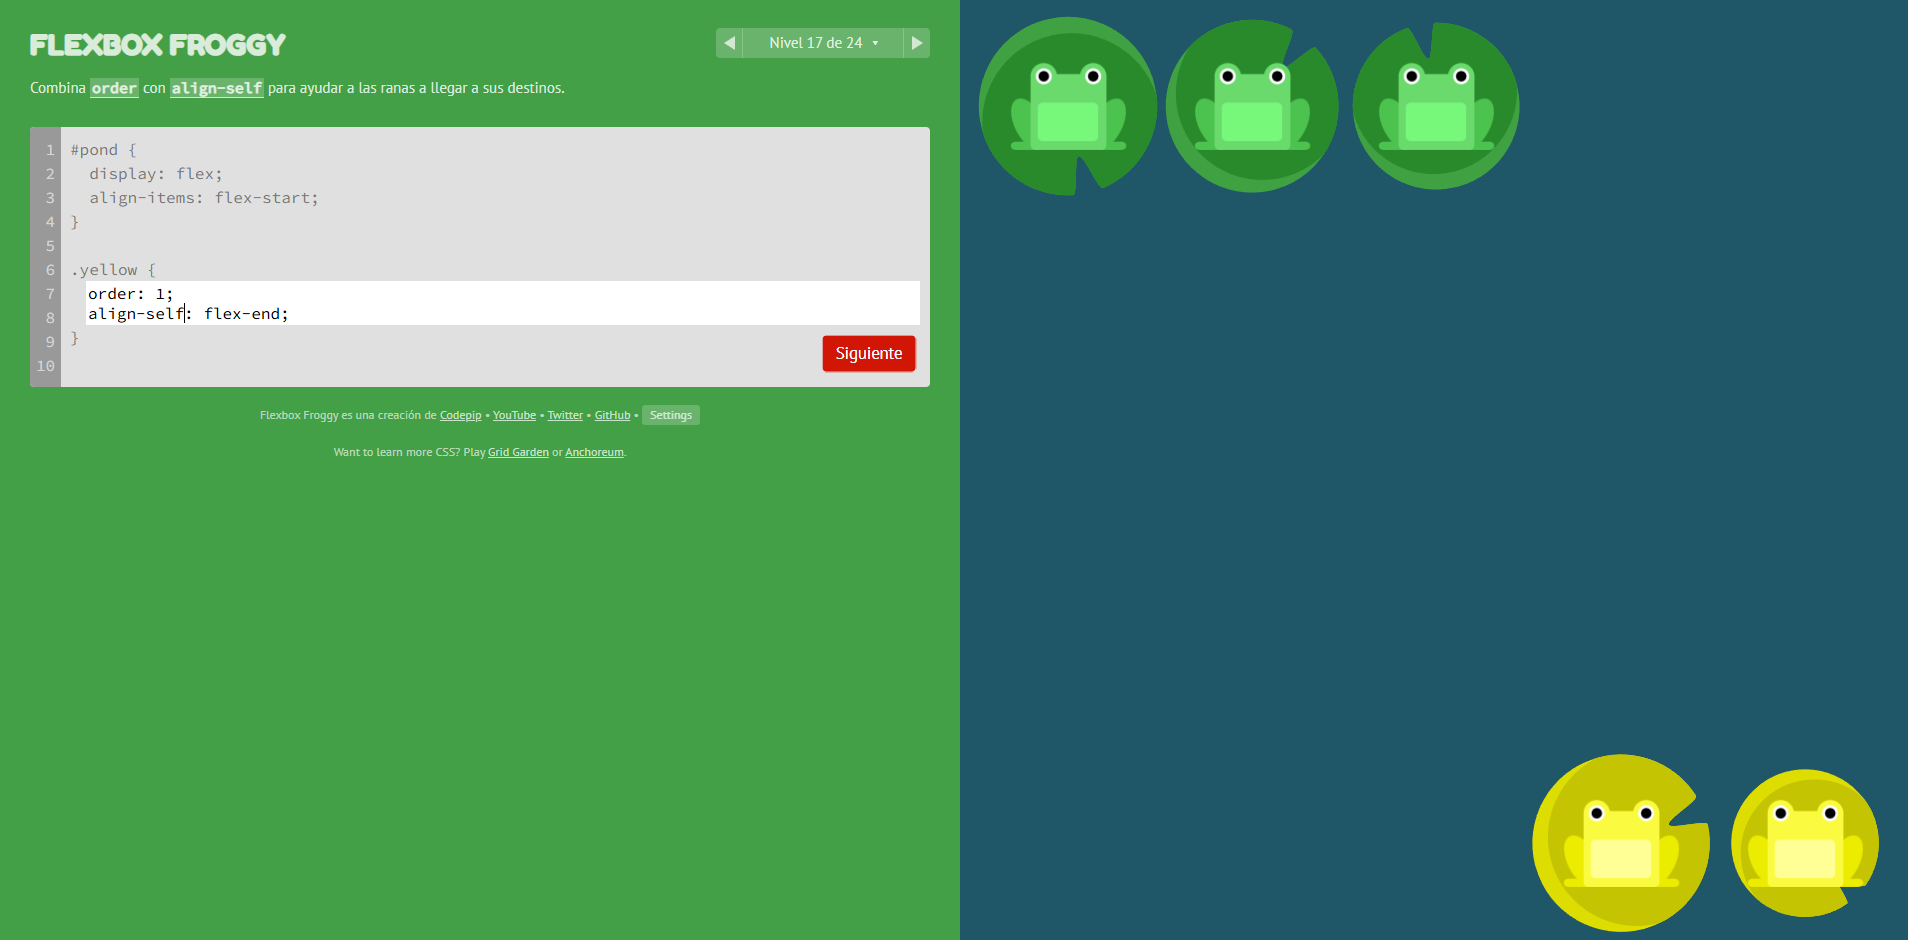 FLEXBOX FROGGY
◀ Nivel 17 de 24 ▾ ▶
Combina order con align-self para ayudar a las ranas a llegar a sus destinos.
1 #pond {
2 display: flex;
3 align-items: flex-start;
4 }
5
6 .yellow {
7 order: 1;
8 align-self: flex-end;
9 }
Siguiente
10
Flexbox Froggy es una creación de Codepip • YouTube • Twitter • GitHub • Settings
Want to learn more CSS? Play Grid Garden or Anchoreum.